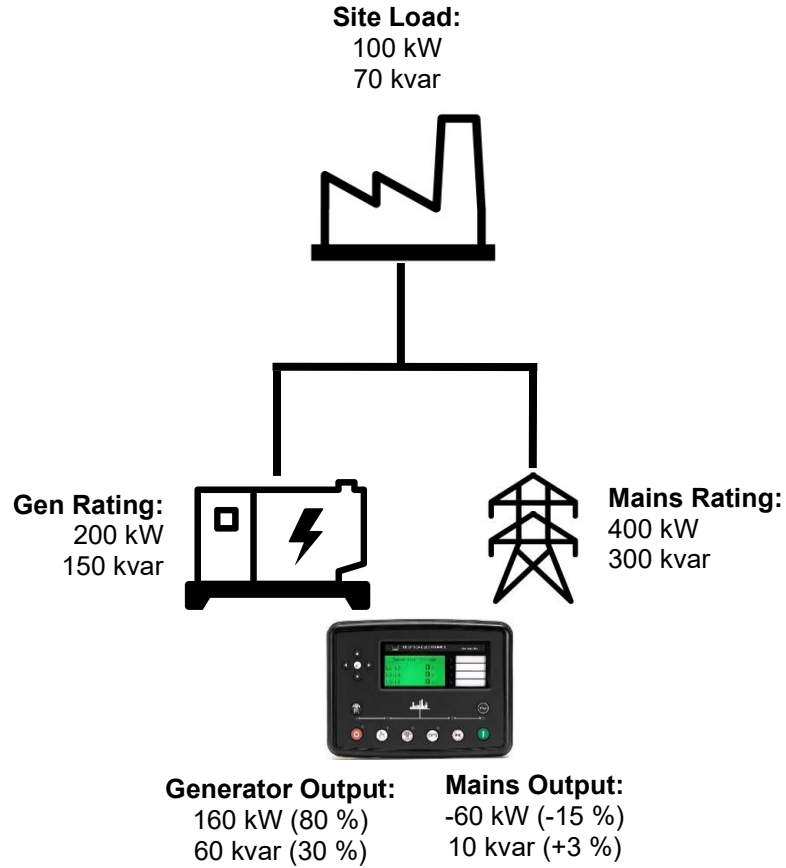 Site Load:
100 kW
70 kvar
Gen Rating:
200 kW
150 kvar
Mains Rating:
400 kW
300 kvar
Generator Output:
160 kW (80 %)
60 kvar (30 %)
Mains Output:
-60 kW (-15 %)
10 kvar (+3 %)